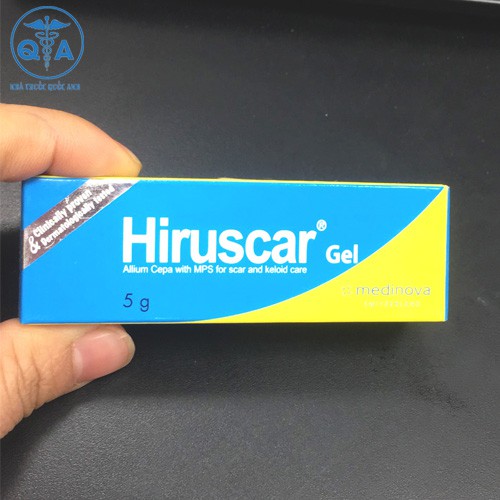 QA
NHÀ THUỐC QUỐC ANH
Clinically proven
& Dermatologically tested
Hiruscar® Gel
Allium Cepa with MPS for scar and keloid care
5 g
medinova